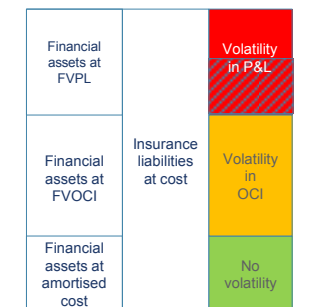 Financial
assets at
FVPL
Volatility
in P&L
Financial
assets at
FVOCI
Insurance
liabilities
at cost
Volatility
in
OCI
Financial
assets at
amortised
cost
No
volatility